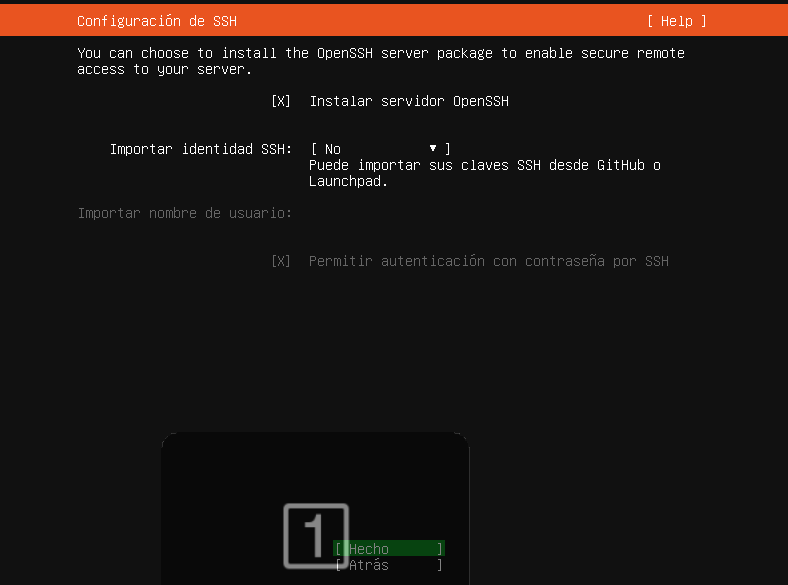 Configuración de SSH [ Help ]
You can choose to install the OpenSSH server package to enable secure remote
access to your server.
[X] Instalar servidor OpenSSH
Importar identidad SSH: [ No ▾ ]
Puede importar sus claves SSH desde GitHub o
Launchpad.
Importar nombre de usuario:
[X] Permitir autenticación con contraseña por SSH
1
[ Hecho ]
[ Atrás ]